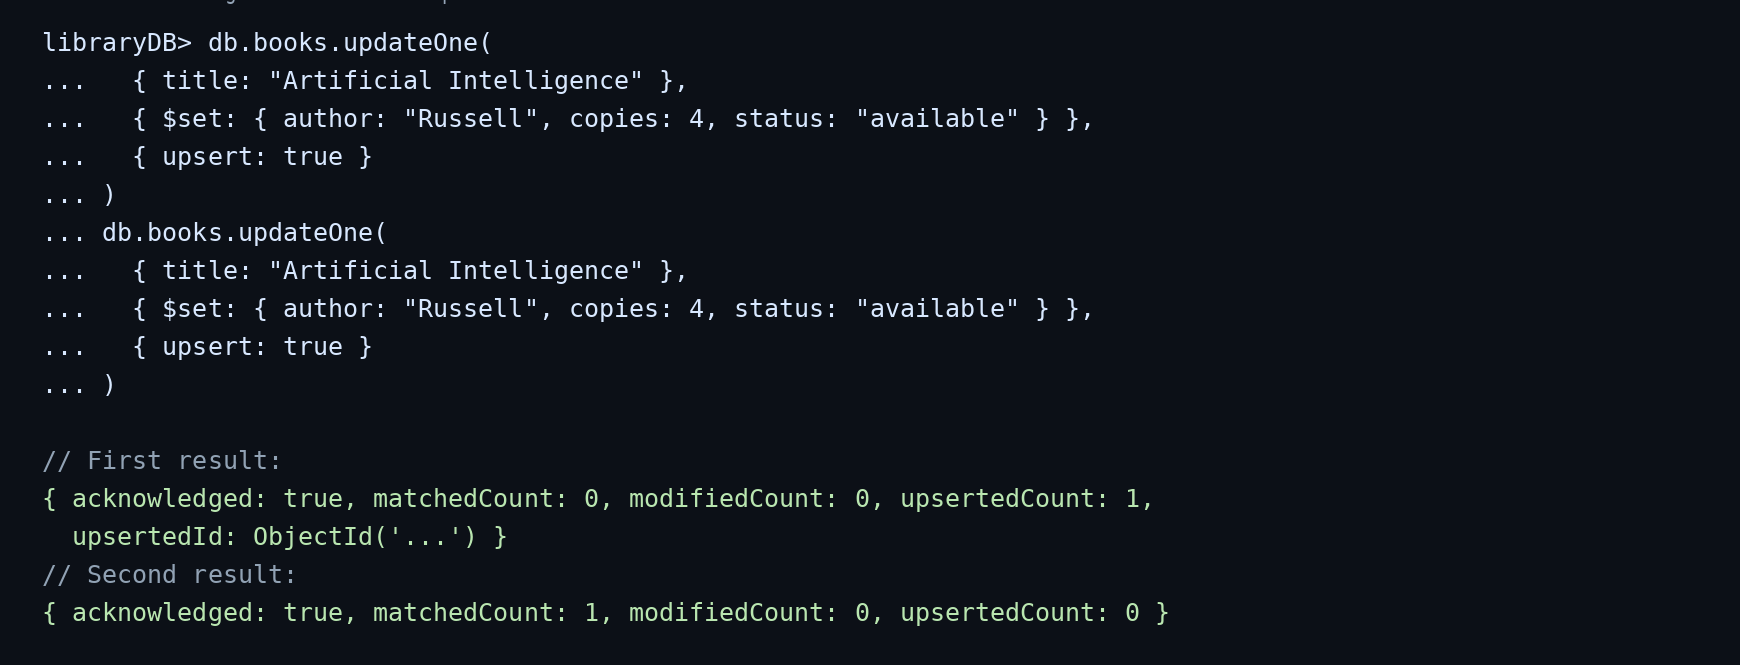 libraryDB> db.books.updateOne(
...   { title: "Artificial Intelligence" },
...   { $set: { author: "Russell", copies: 4, status: "available" } },
...   { upsert: true }
... )
... db.books.updateOne(
...   { title: "Artificial Intelligence" },
...   { $set: { author: "Russell", copies: 4, status: "available" } },
...   { upsert: true }
... )

// First result:
{ acknowledged: true, matchedCount: 0, modifiedCount: 0, upsertedCount: 1,
  upsertedId: ObjectId('...') }
// Second result:
{ acknowledged: true, matchedCount: 1, modifiedCount: 0, upsertedCount: 0 }